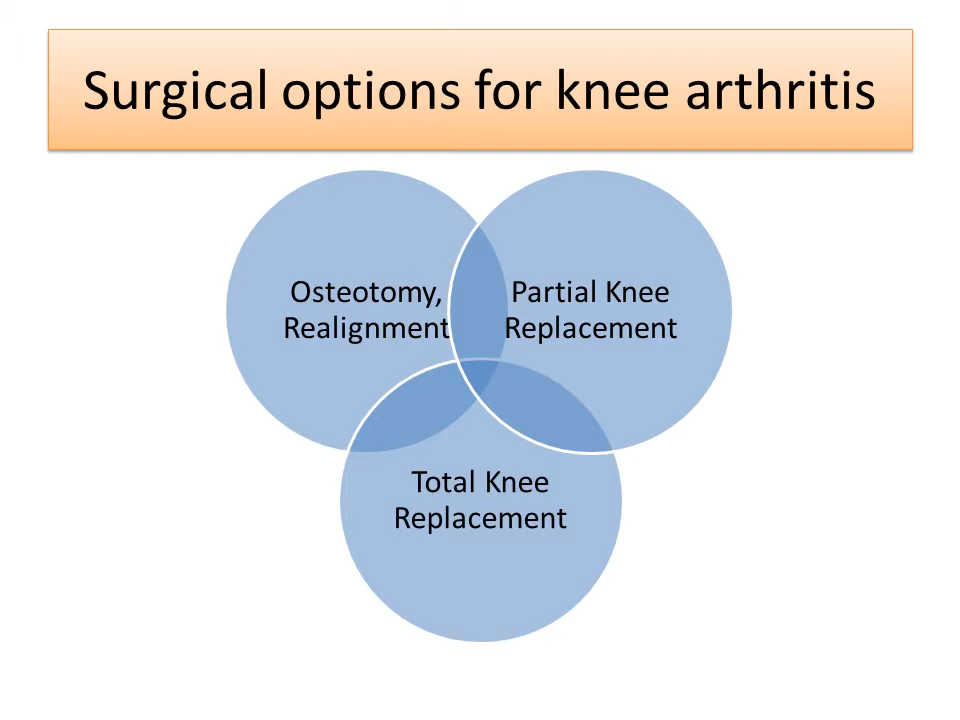 Surgical options for knee arthritis
Osteotomy,
Realignment
Partial Knee
Replacement
Total Knee
Replacement